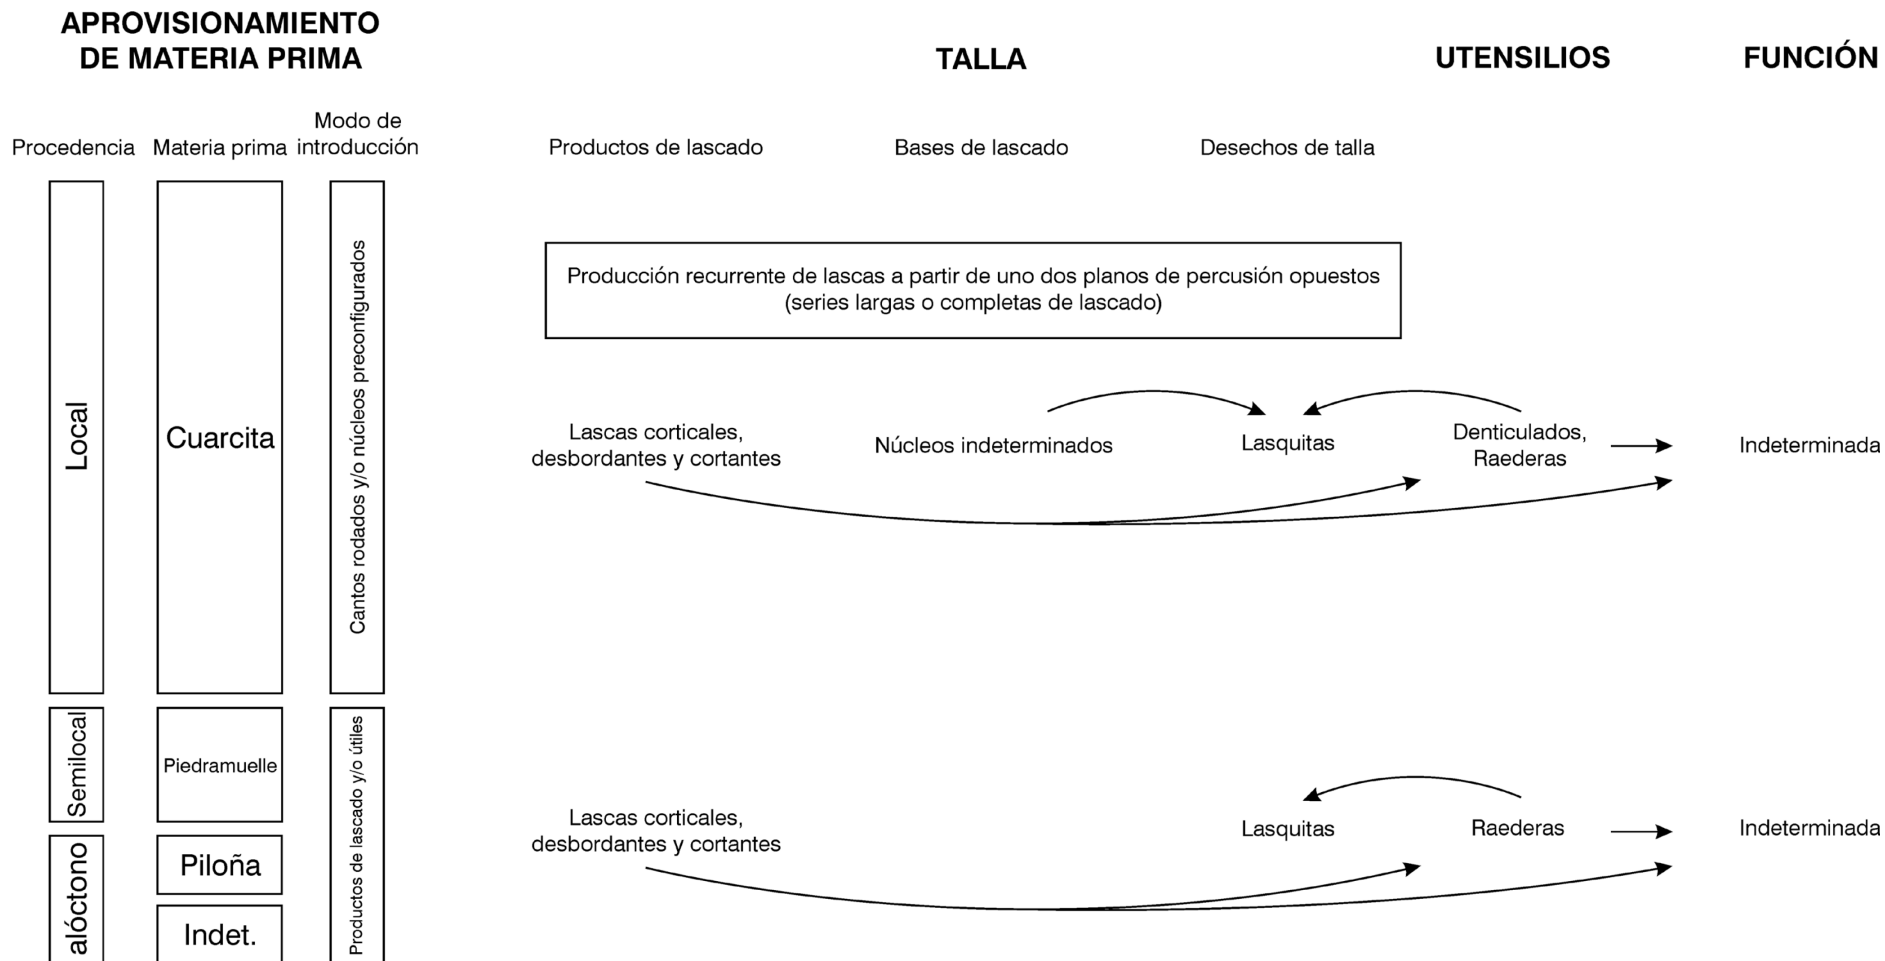 APROVISIONAMIENTO
DE MATERIA PRIMA
TALLA
UTENSILIOS
FUNCIÓN
Procedencia
Materia prima
Modo de
introducción
Productos de lascado
Bases de lascado
Desechos de talla
Local
Cuarcita
Cantos rodados y/o núcleos preconfigurados
Producción recurrente de lascas a partir de uno dos planos de percusión opuestos
(series largas o completas de lascado)
Lascas corticales,
desbordantes y cortantes
Núcleos indeterminados
Lasquitas
Denticulados,
Raederas
Indeterminada
Semilocal
Piedramuelle
Productos de lascado y/o útiles
alóctono
Piloña
Indet.
Lascas corticales,
desbordantes y cortantes
Lasquitas
Raederas
Indeterminada